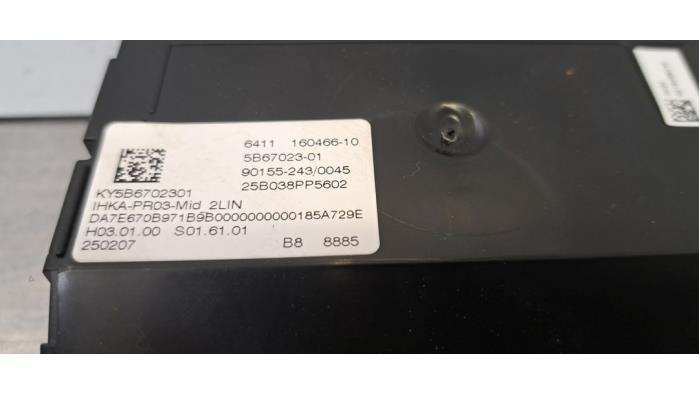 6411 160466-10
5B67023-01
90155-243/0045
25B038PP5602
KY5B6702301
IHKA-PR03-Mid 2LIN
DA7E670B971B9B0000000000185A729E
H03.01.00 S01.61.01
250207 B8 8885